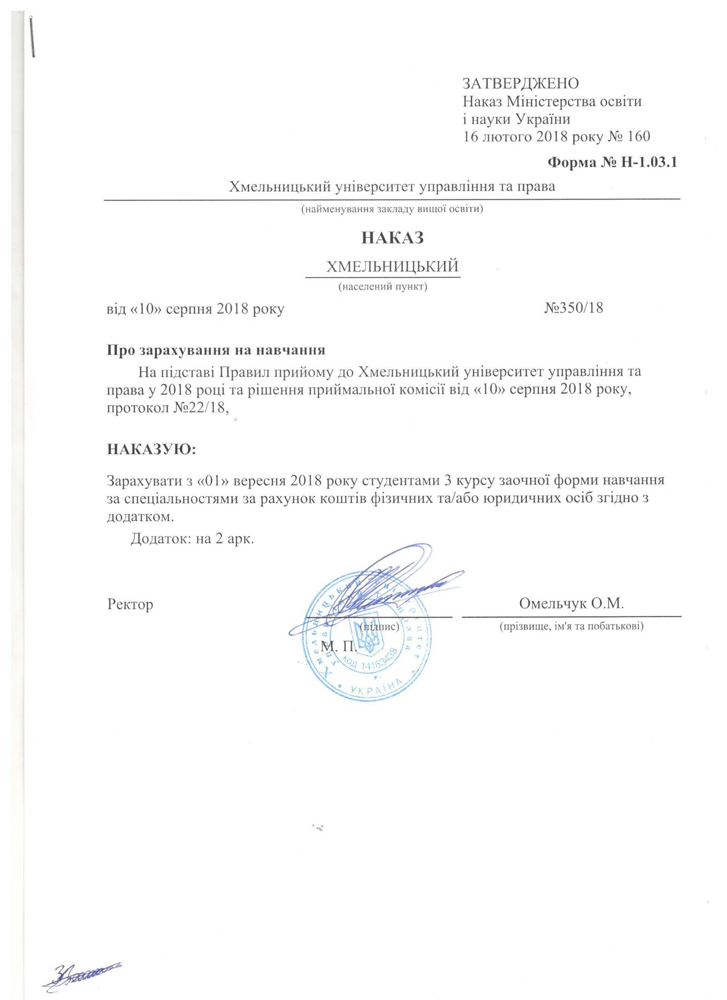 ЗАТВЕРДЖЕНО
Наказ Міністерства освіти
і науки України
16 лютого 2018 року № 160
Форма № Н-1.03.1
Хмельницький університет управління та права
(найменування закладу вищої освіти)
НАКАЗ
ХМЕЛЬНИЦЬКИЙ
(населений пункт)
від «10» серпня 2018 року №350/18
Про зарахування на навчання
На підставі Правил прийому до Хмельницький університет управління та
права у 2018 році та рішення приймальної комісії від «10» серпня 2018 року,
протокол №22/18,
НАКАЗУЮ:
Зарахувати з «01» вересня 2018 року студентами 3 курсу заочної форми навчання
за спеціальностями за рахунок коштів фізичних та/або юридичних осіб згідно з
додатком.
Додаток: на 2 арк.
Ректор Омельчук О.М.
(підпис) (прізвище, ім'я та побатькові)
М. П.
Хмельницький університет
управління та права
код 14163438
* УКРАЇНА *